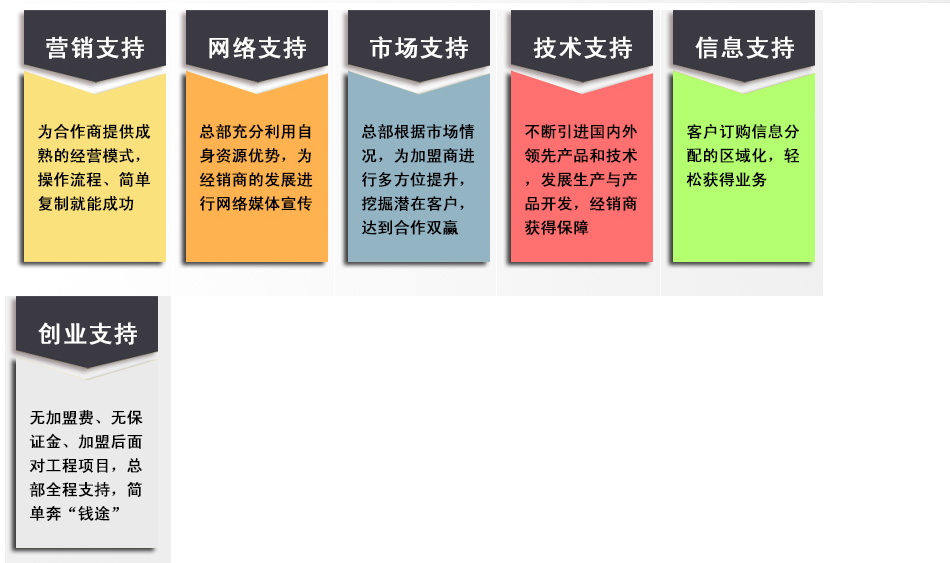 营销支持
为合作商提供成
熟的经营模式，
操作流程、简单
复制就能成功
网络支持
总部充分利用自
身资源优势，为
经销商的发展进
行网络媒体宣传
市场支持
总部根据市场情
况，为加盟商进
行多方位提升，
挖掘潜在客户，
达到合作双赢
技术支持
不断引进国内外
领先产品和技术
，发展生产与产
品开发，经销商
获得保障
信息支持
客户订购信息分
配的区域化，轻
松获得业务
创业支持
无加盟费、无保
证金、加盟后面
对工程项目，总
部全程支持，简
单奔“钱途”